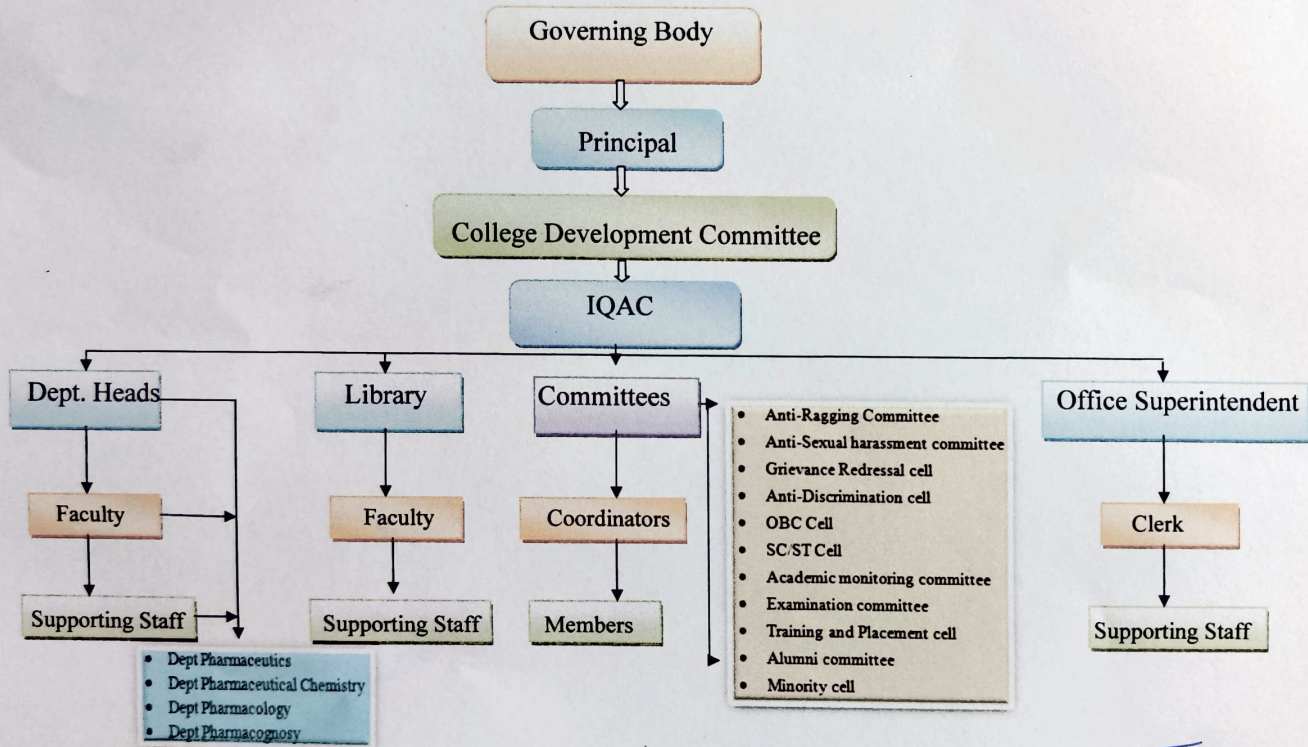 Governing Body
Principal
College Development Committee
IQAC
Dept. Heads
Faculty
Supporting Staff
• Dept Pharmaceutics
• Dept Pharmaceutical Chemistry
• Dept Pharmacology
• Dept Pharmacognosy
Library
Faculty
Supporting Staff
Committees
Coordinators
Members
• Anti-Ragging Committee
• Anti-Sexual harassment committee
• Grievance Redressal cell
• Anti-Discrimination cell
• OBC Cell
• SC/ST Cell
• Academic monitoring committee
• Examination committee
• Training and Placement cell
• Alumni committee
• Minority cell
Office Superintendent
Clerk
Supporting Staff